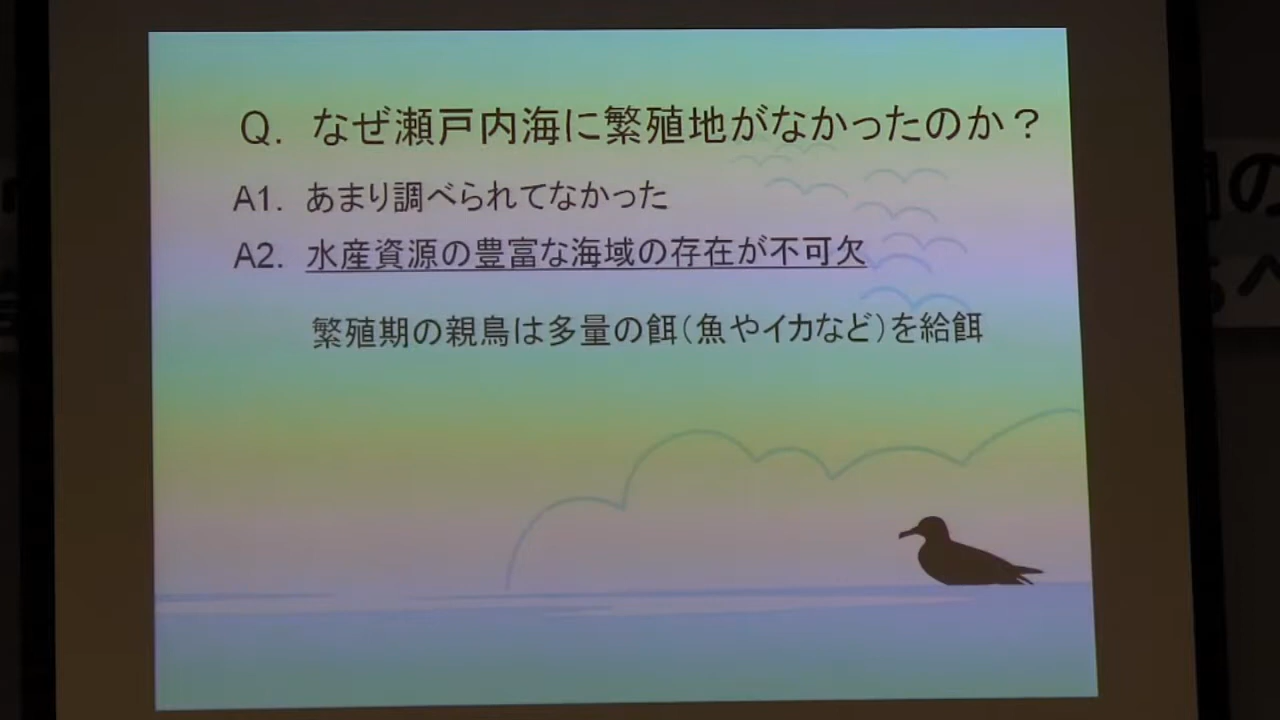 Q. なぜ瀬戸内海に繁殖地がなかったのか？
A1. あまり調べられてなかった
A2. 水産資源の豊富な海域の存在が不可欠
繁殖期の親鳥は多量の餌（魚やイカなど）を給餌